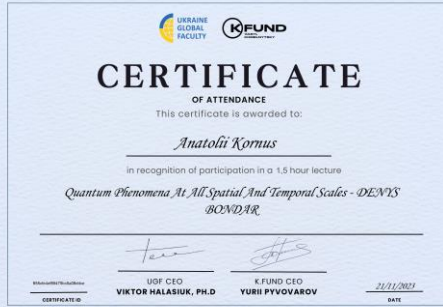 UKRAINE
GLOBAL
FACULTY
KFUND
CERTIFICATE
OF ATTENDANCE
This certificate is awarded to:
Anatolii Kornus
in recognition of participation in a 1,5 hour lecture
Quantum Phenomena At All Spatial And Temporal Scales - DENYS
BONDAR
UGF CEO
VIKTOR HALASIUK, PH.D
K.FUND CEO
YURII PYVOVAROV
21/11/2023
CERTIFICATE ID
DATE